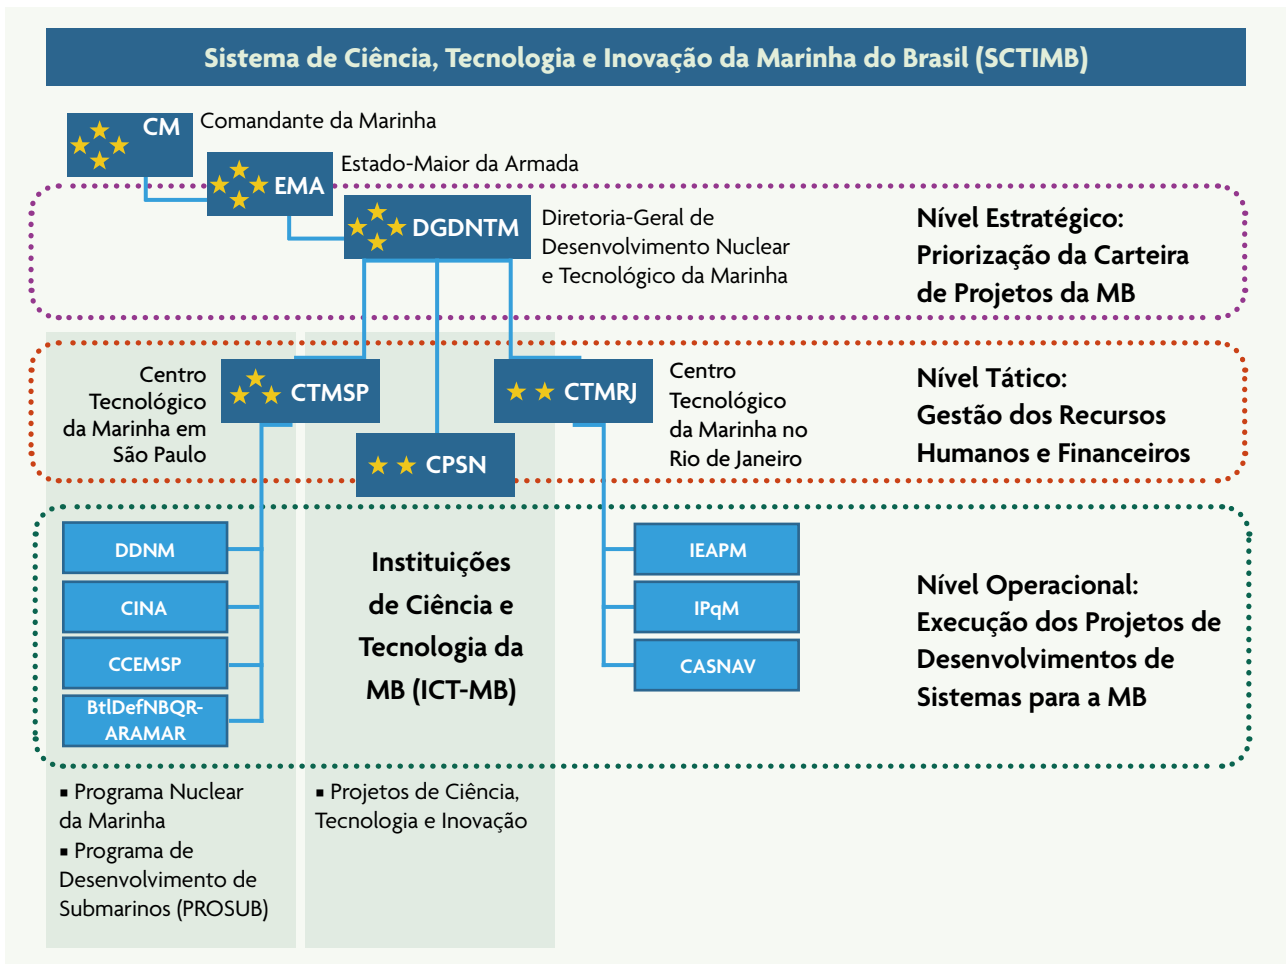 Sistema de Ciência, Tecnologia e Inovação da Marinha do Brasil (SCTIMB)
CM
Comandante da Marinha
EMA
Estado-Maior da Armada
DGDNTM
Diretoria-Geral de
Desenvolvimento Nuclear
e Tecnológico da Marinha
Nível Estratégico:
Priorização da Carteira
de Projetos da MB
Centro
Tecnológico
da Marinha em
São Paulo
CTMSP
CPSN
CTMRJ
Centro
Tecnológico
da Marinha no
Rio de Janeiro
Nível Tático:
Gestão dos Recursos
Humanos e Financeiros
DDNM
CINA
CCEMSP
BtlDefNBQR-
ARAMAR
Instituições
de Ciência e
Tecnologia da
MB (ICT-MB)
IEAPM
IPqM
CASNAV
Nível Operacional:
Execução dos Projetos de
Desenvolvimentos de
Sistemas para a MB
▪ Programa Nuclear
da Marinha
▪ Programa de
Desenvolvimento de
Submarinos (PROSUB)
▪ Projetos de Ciência,
Tecnologia e Inovação